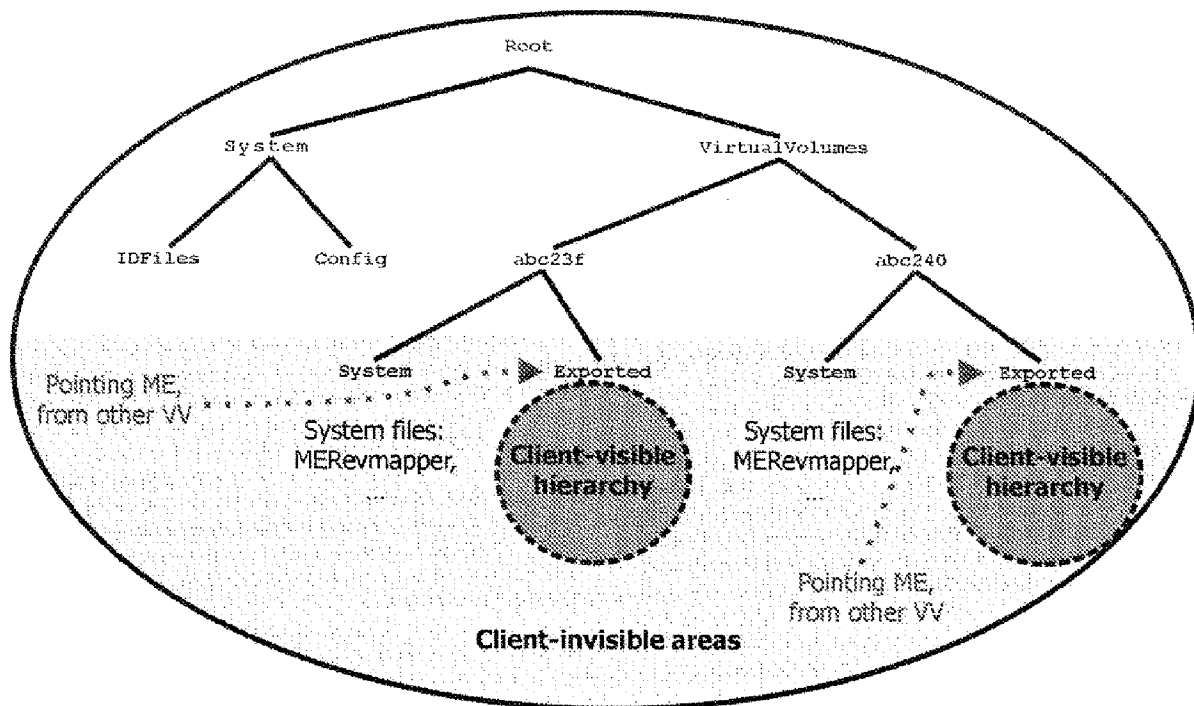 Root
System
VirtualVolumes
IDFiles
Config
abc23f
abc240
System
Exported
System
Exported
Pointing ME,
from other VV
System files:
MERevmapper,
...
Client-visible
hierarchy
System files:
MERevmapper,
...
Client-visible
hierarchy
Pointing ME,
from other VV
Client-invisible areas